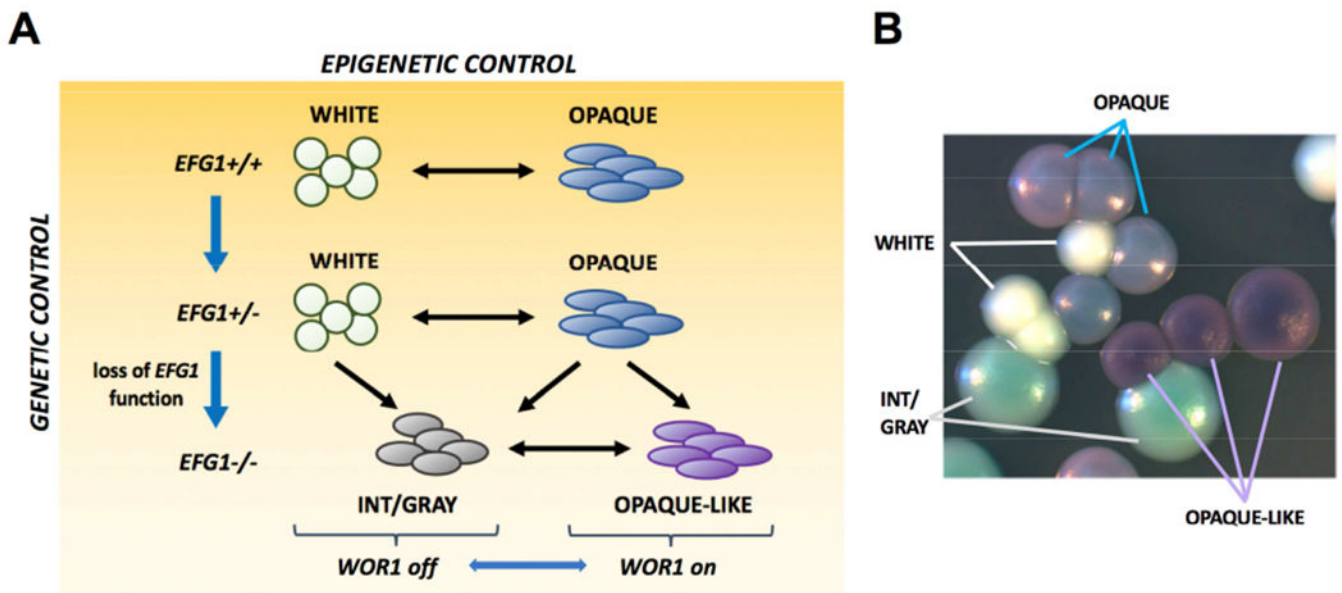 A
EPIGENETIC CONTROL
GENETIC CONTROL
WHITE
OPAQUE
EFG1+/+
WHITE
OPAQUE
EFG1+/-
loss of EFG1
function
EFG1-/-
INT/GRAY
OPAQUE-LIKE
WOR1 off
WOR1 on
B
OPAQUE
WHITE
INT/
GRAY
OPAQUE-LIKE